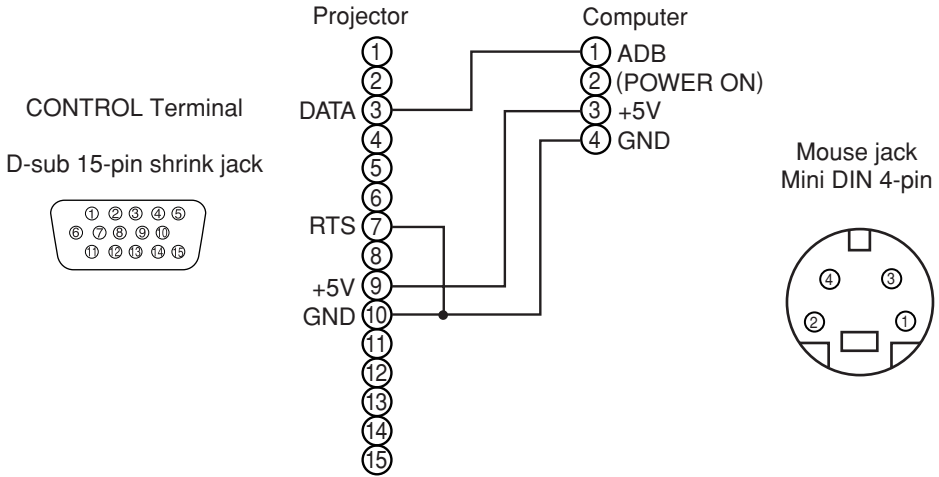 Projector
Computer
CONTROL Terminal
D-sub 15-pin shrink jack
① ② ③ ④ ⑤
⑥ ⑦ ⑧ ⑨ ⑩
⑪ ⑫ ⑬ ⑭ ⑮
①
②
DATA ③
④
⑤
⑥
RTS ⑦
⑧
+5V ⑨
GND ⑩
⑪
⑫
⑬
⑭
⑮
① ADB
② (POWER ON)
③ +5V
④ GND
Mouse jack
Mini DIN 4-pin
④ ③
② ①